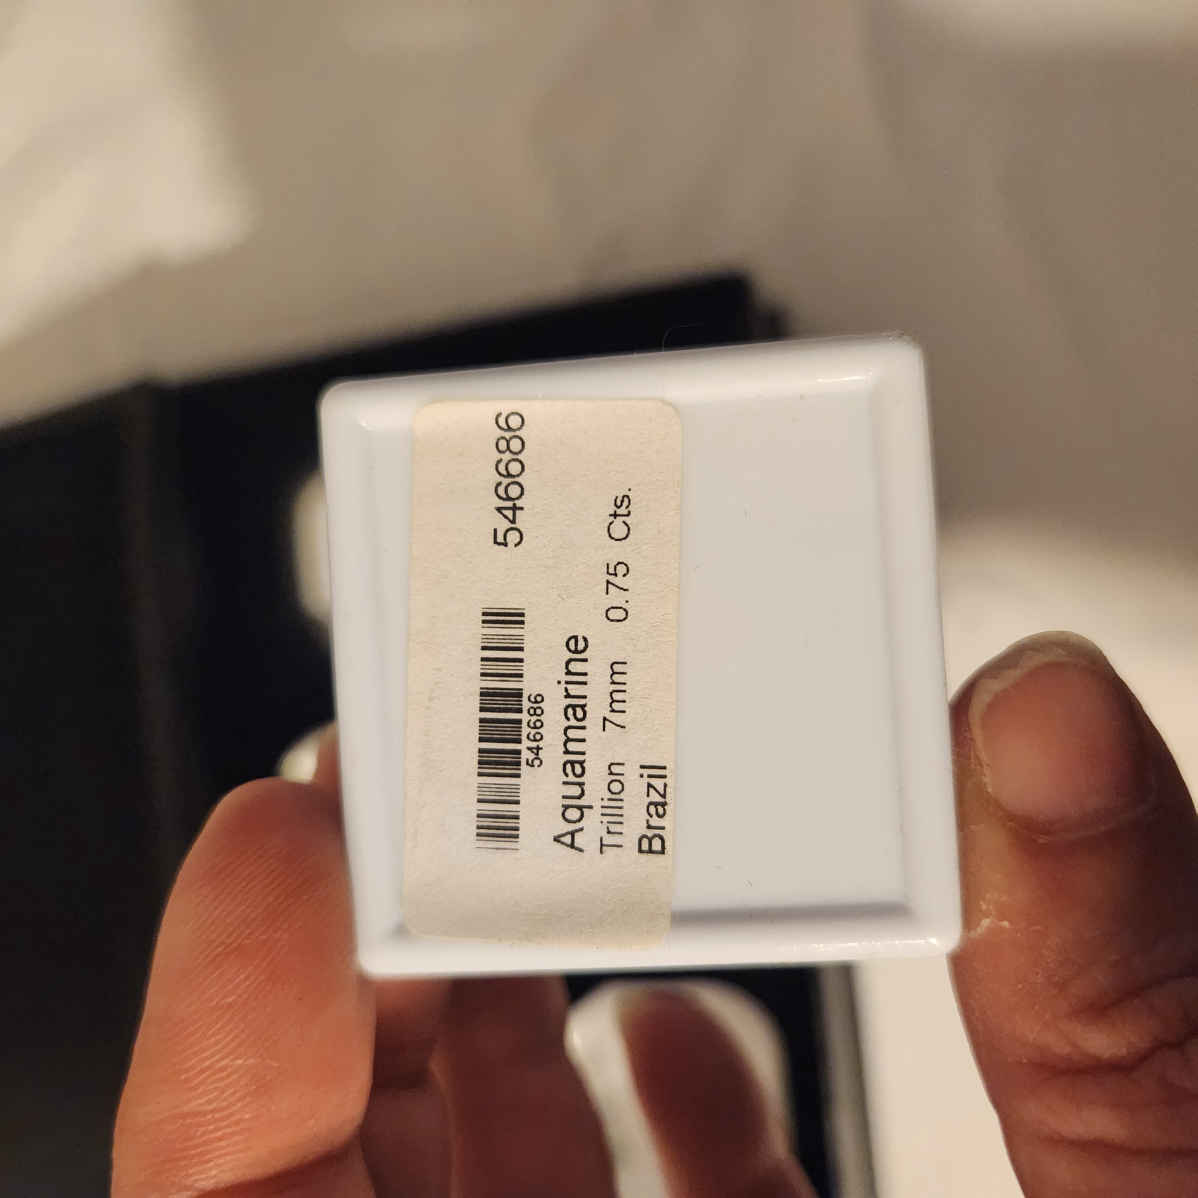 546686
546686
Aquamarine
Trillion 7mm 0.75 Cts.
Brazil